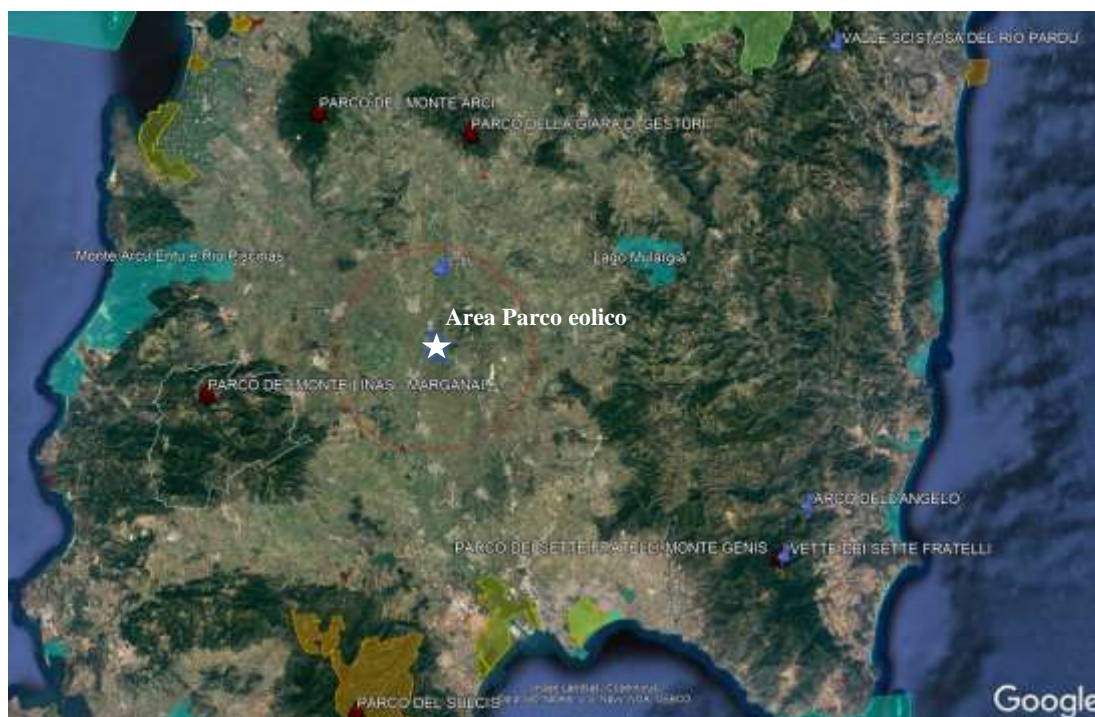 VALLE SCISTOSA DEL RIO PARDU
PARCO DEL MONTE ARCI
PARCO DELLA GIARA DI GESTURI
Monte Arcu Entu e Riu Piscinas
Lago Mulargia
Area Parco eolico
PARCO DEL MONTE LINAS - MARGANAI
ARCO DELL'ANGELO
PARCO DEI SETTE FRATELLI-MONTE GENIS
VETTE DEI SETTE FRATELLI
PARCO DEL SULCIS
Google